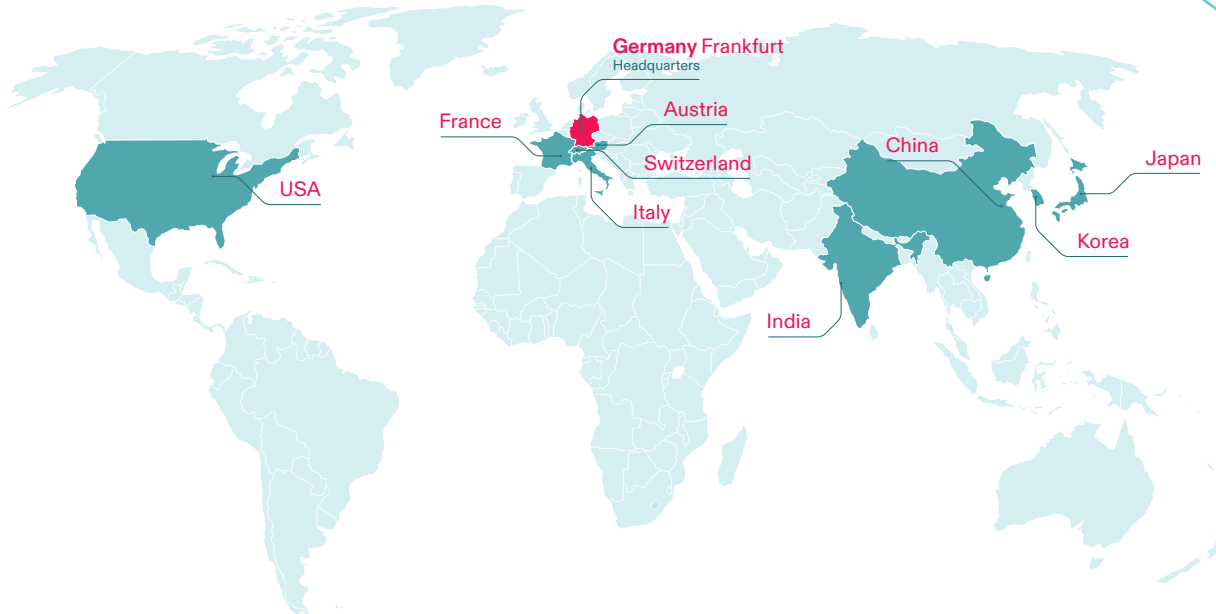 Germany Frankfurt
Headquarters
Austria
France
China
Japan
Switzerland
USA
Italy
Korea
India